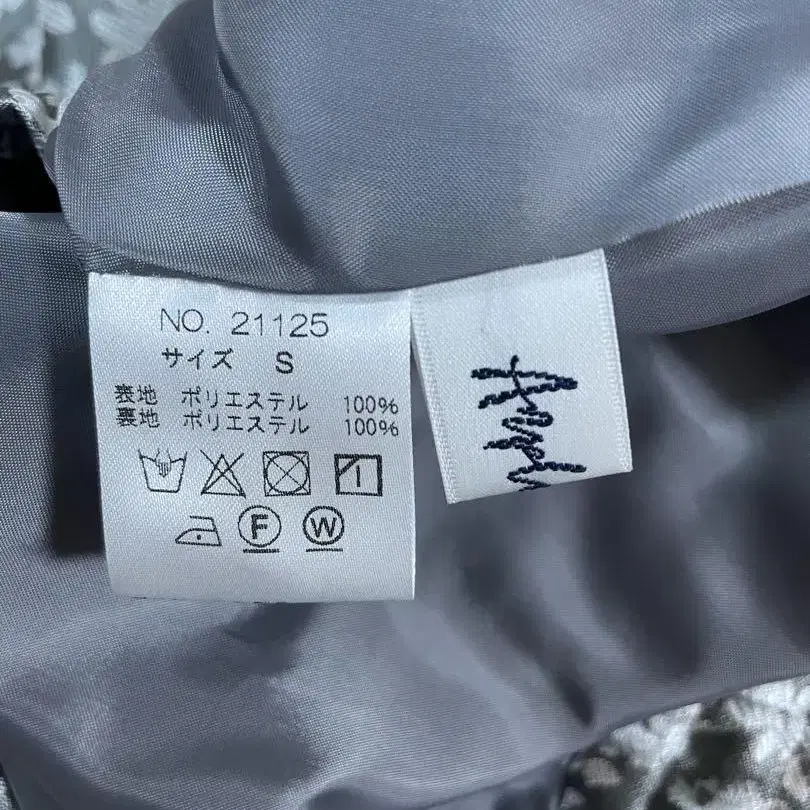 NO. 21125
サイズ S
表地 ポリエステル 100%
裏地 ポリエステル 100%
F W